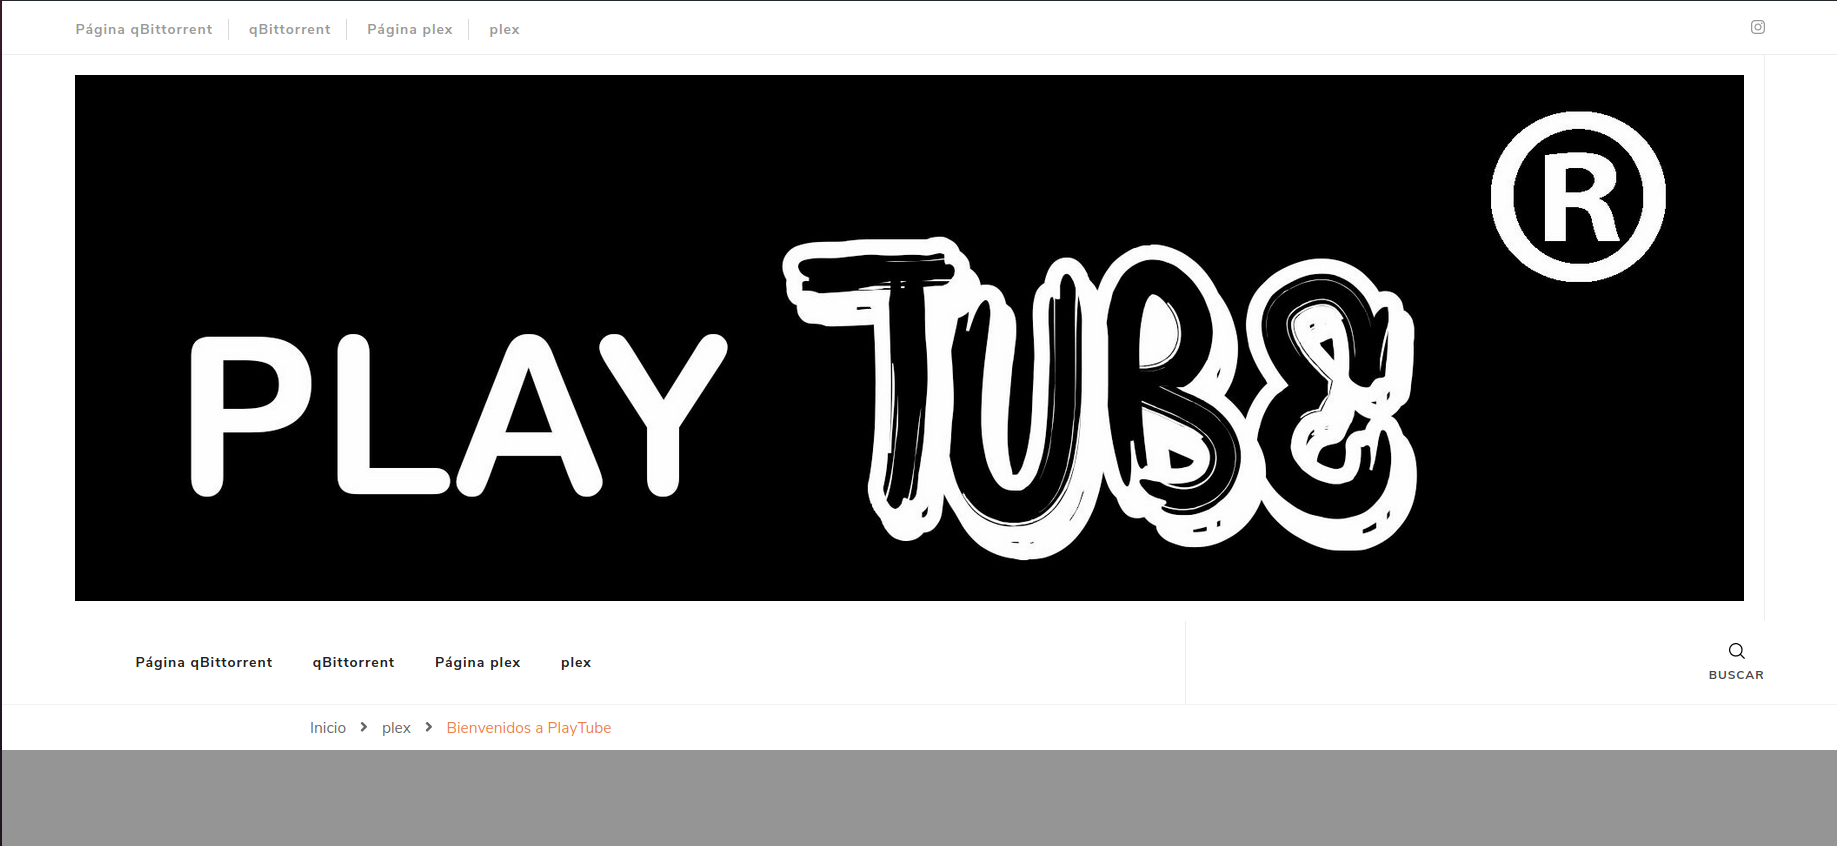 Página qBittorrent qBittorrent Página plex plex
®
PLAY TUBE
Página qBittorrent qBittorrent Página plex plex
BUSCAR
Inicio plex Bienvenidos a PlayTube